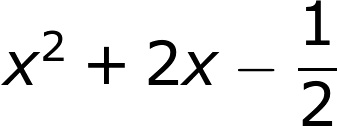 x² + 2x − 1/2